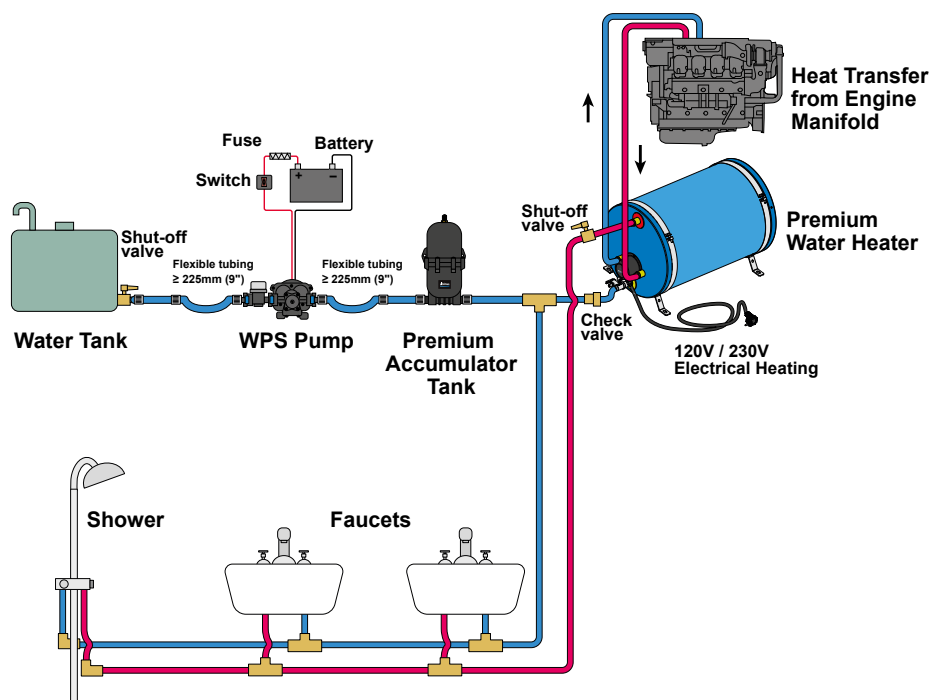 Heat Transfer
from Engine
Manifold
Fuse
Battery
Switch
+ −
Shut-off
valve
Premium
Water Heater
Shut-off
valve
Flexible tubing
≥ 225mm (9")
Flexible tubing
≥ 225mm (9")
Water Tank
WPS Pump
Premium
Accumulator
Tank
Check
valve
120V / 230V
Electrical Heating
Shower
Faucets